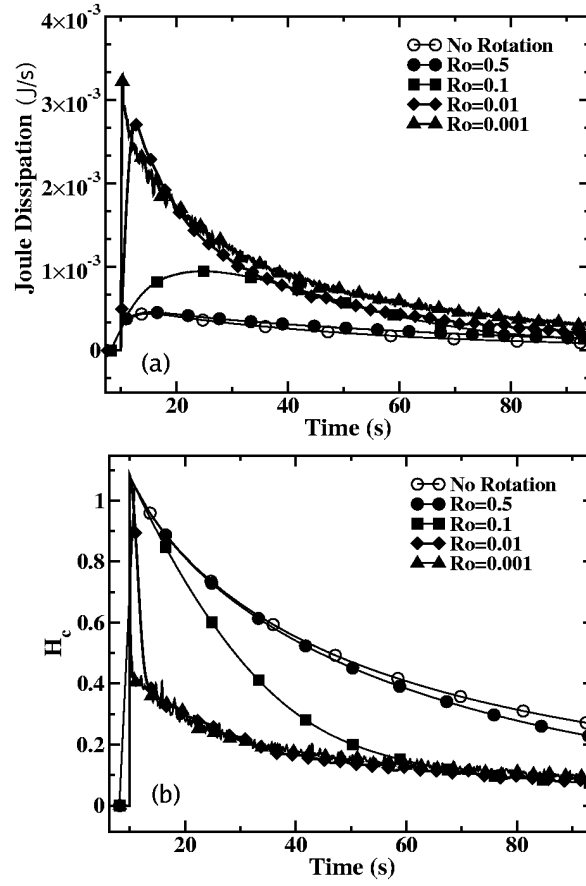 4×10⁻³
3×10⁻³
2×10⁻³
1×10⁻³
0
Joule Dissipation (J/s)
No Rotation
Ro=0.5
Ro=0.1
Ro=0.01
Ro=0.001
(a)
20 40 60 80
Time (s)
1
0.8
0.6
0.4
0.2
0
H_c
No Rotation
Ro=0.5
Ro=0.1
Ro=0.01
Ro=0.001
(b)
20 40 60 80
Time (s)